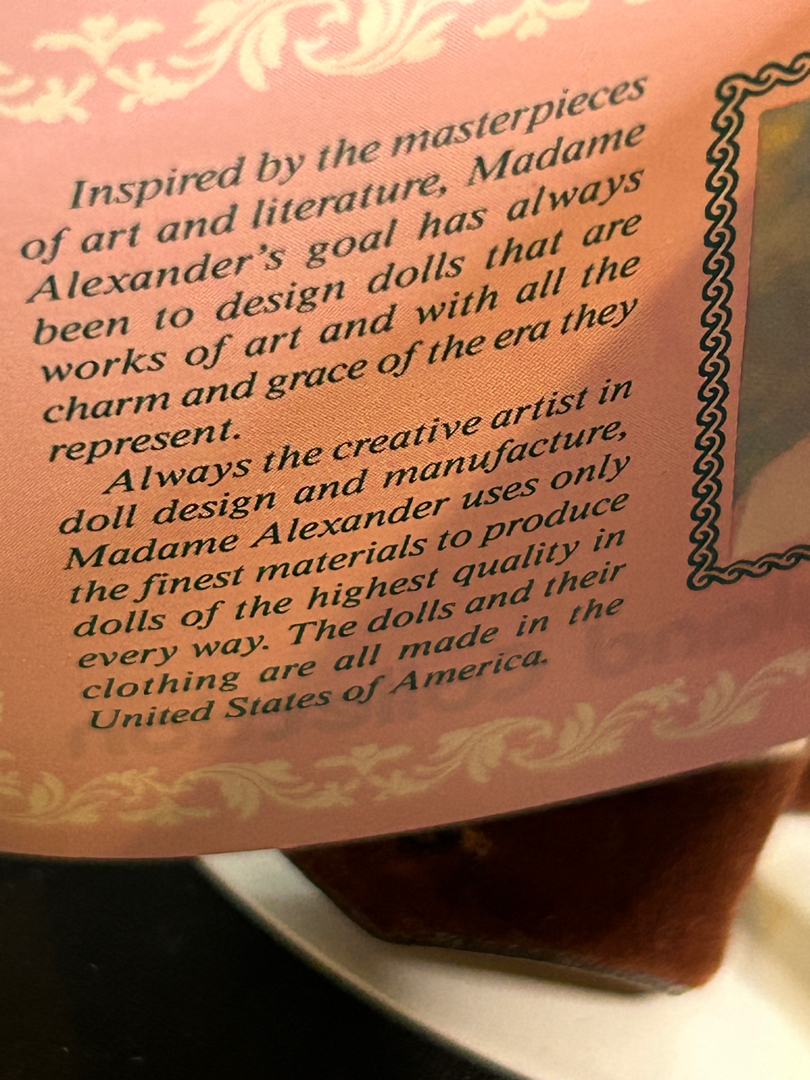 Inspired by the masterpieces
of art and literature, Madame
Alexander's goal has always
been to design dolls that are
works of art and with all the
charm and grace of the era they
represent.
Always the creative artist in
doll design and manufacture,
Madame Alexander uses only
the finest materials to produce
dolls of the highest quality in
every way. The dolls and their
clothing are all made in the
United States of America.